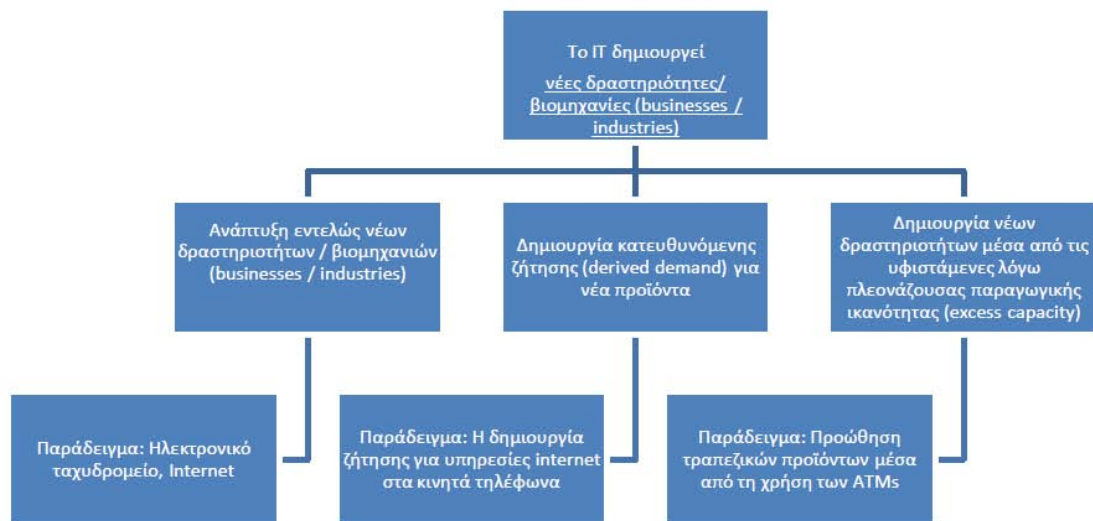 Το IT δημιουργεί
νέες δραστηριότητες/
βιομηχανίες (businesses /
industries)
Ανάπτυξη εντελώς νέων
δραστηριοτήτων / βιομηχανιών
(businesses / industries)
Δημιουργία κατευθυνόμενης
ζήτησης (derived demand) για
νέα προϊόντα
Δημιουργία νέων
δραστηριοτήτων μέσα από τις
υφιστάμενες λόγω
πλεονάζουσας παραγωγικής
ικανότητας (excess capacity)
Παράδειγμα: Ηλεκτρονικό
ταχυδρομείο, Internet
Παράδειγμα: Η δημιουργία
ζήτησης για υπηρεσίες internet
στα κινητά τηλέφωνα
Παράδειγμα: Προώθηση
τραπεζικών προϊόντων μέσα
από τη χρήση των ATMs